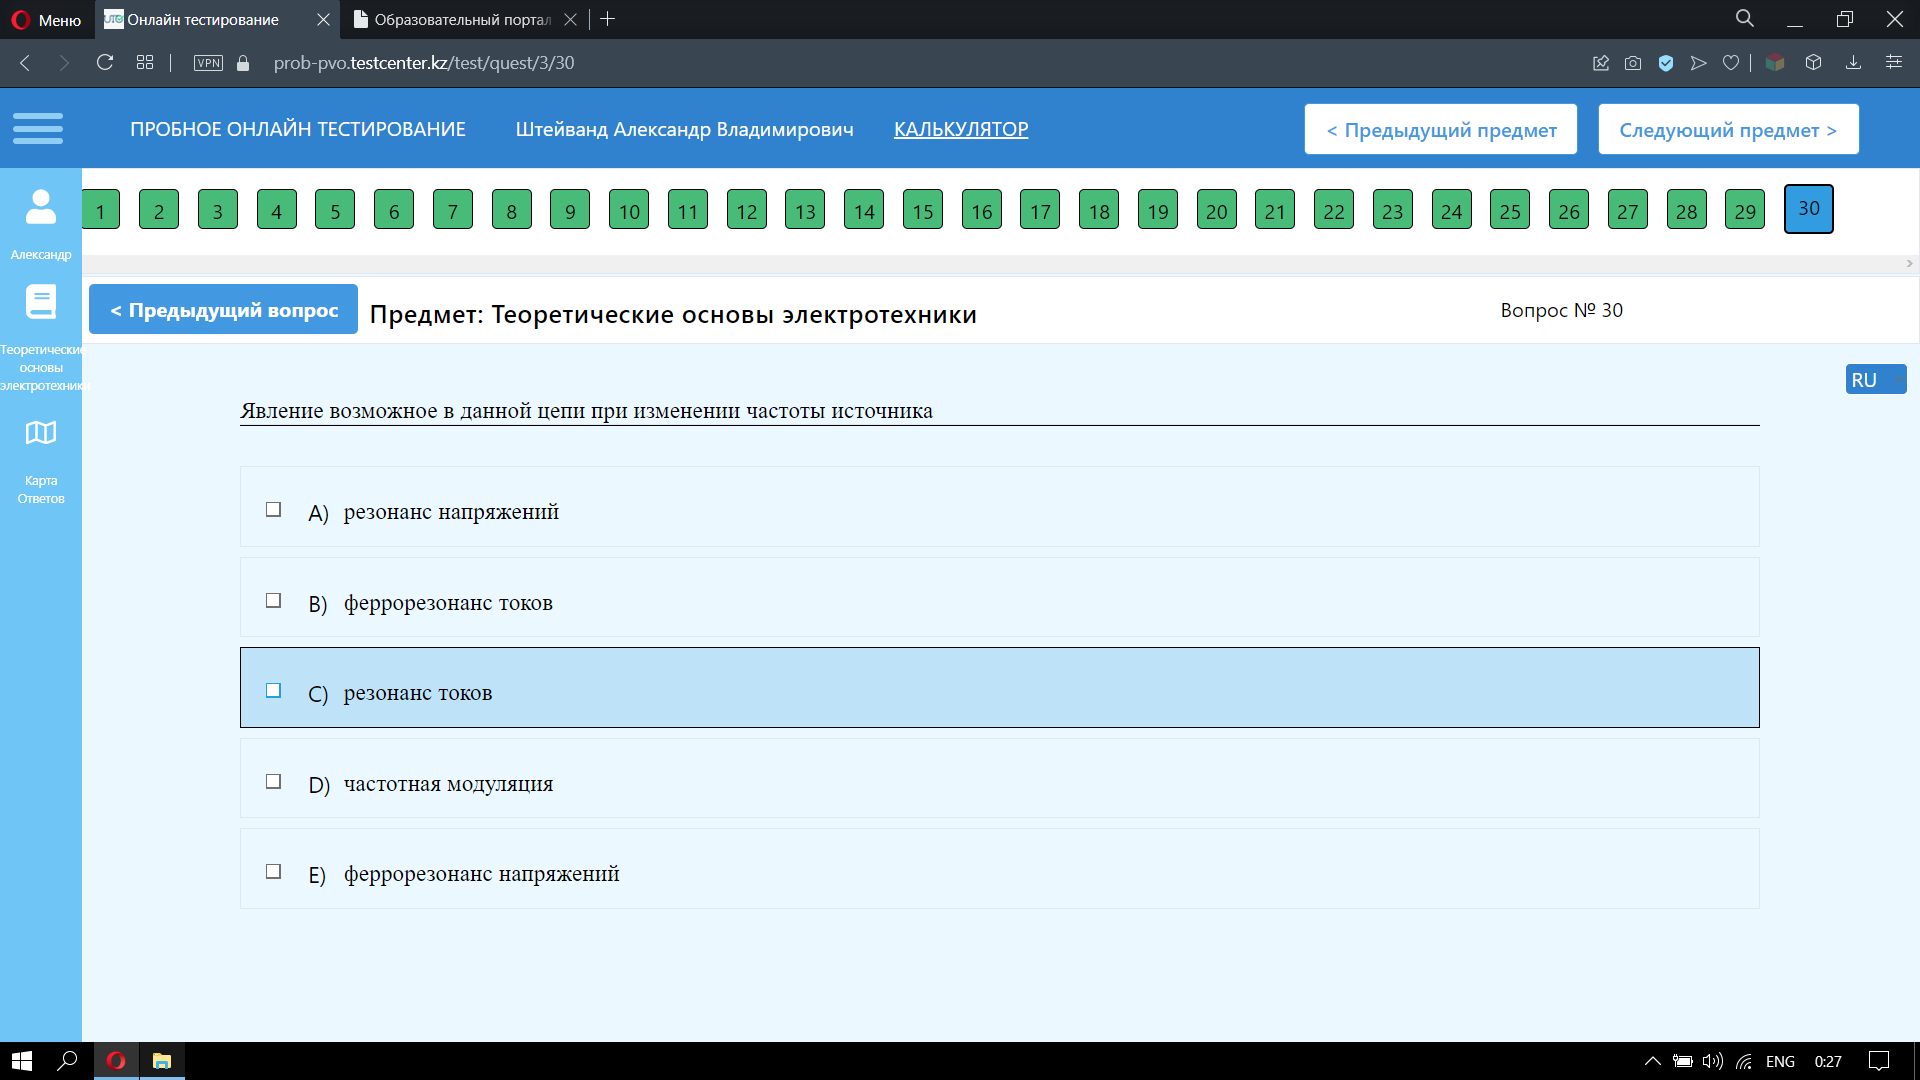 Меню
Онлайн тестирование
Образовательный портал
VPN
prob-pvo.testcenter.kz/test/quest/3/30
ПРОБНОЕ ОНЛАЙН ТЕСТИРОВАНИЕ
Штейванд Александр Владимирович
КАЛЬКУЛЯТОР
< Предыдущий предмет
Следующий предмет >
1 2 3 4 5 6 7 8 9 10 11 12 13 14 15 16 17 18 19 20 21 22 23 24 25 26 27 28 29 30
Александр
< Предыдущий вопрос
Предмет: Теоретические основы электротехники
Вопрос № 30
Теоретические
основы
электротехники
RU
Карта
Ответов
Явление возможное в данной цепи при изменении частоты источника
A) резонанс напряжений
B) феррорезонанс токов
C) резонанс токов
D) частотная модуляция
E) феррорезонанс напряжений
ENG
0:27